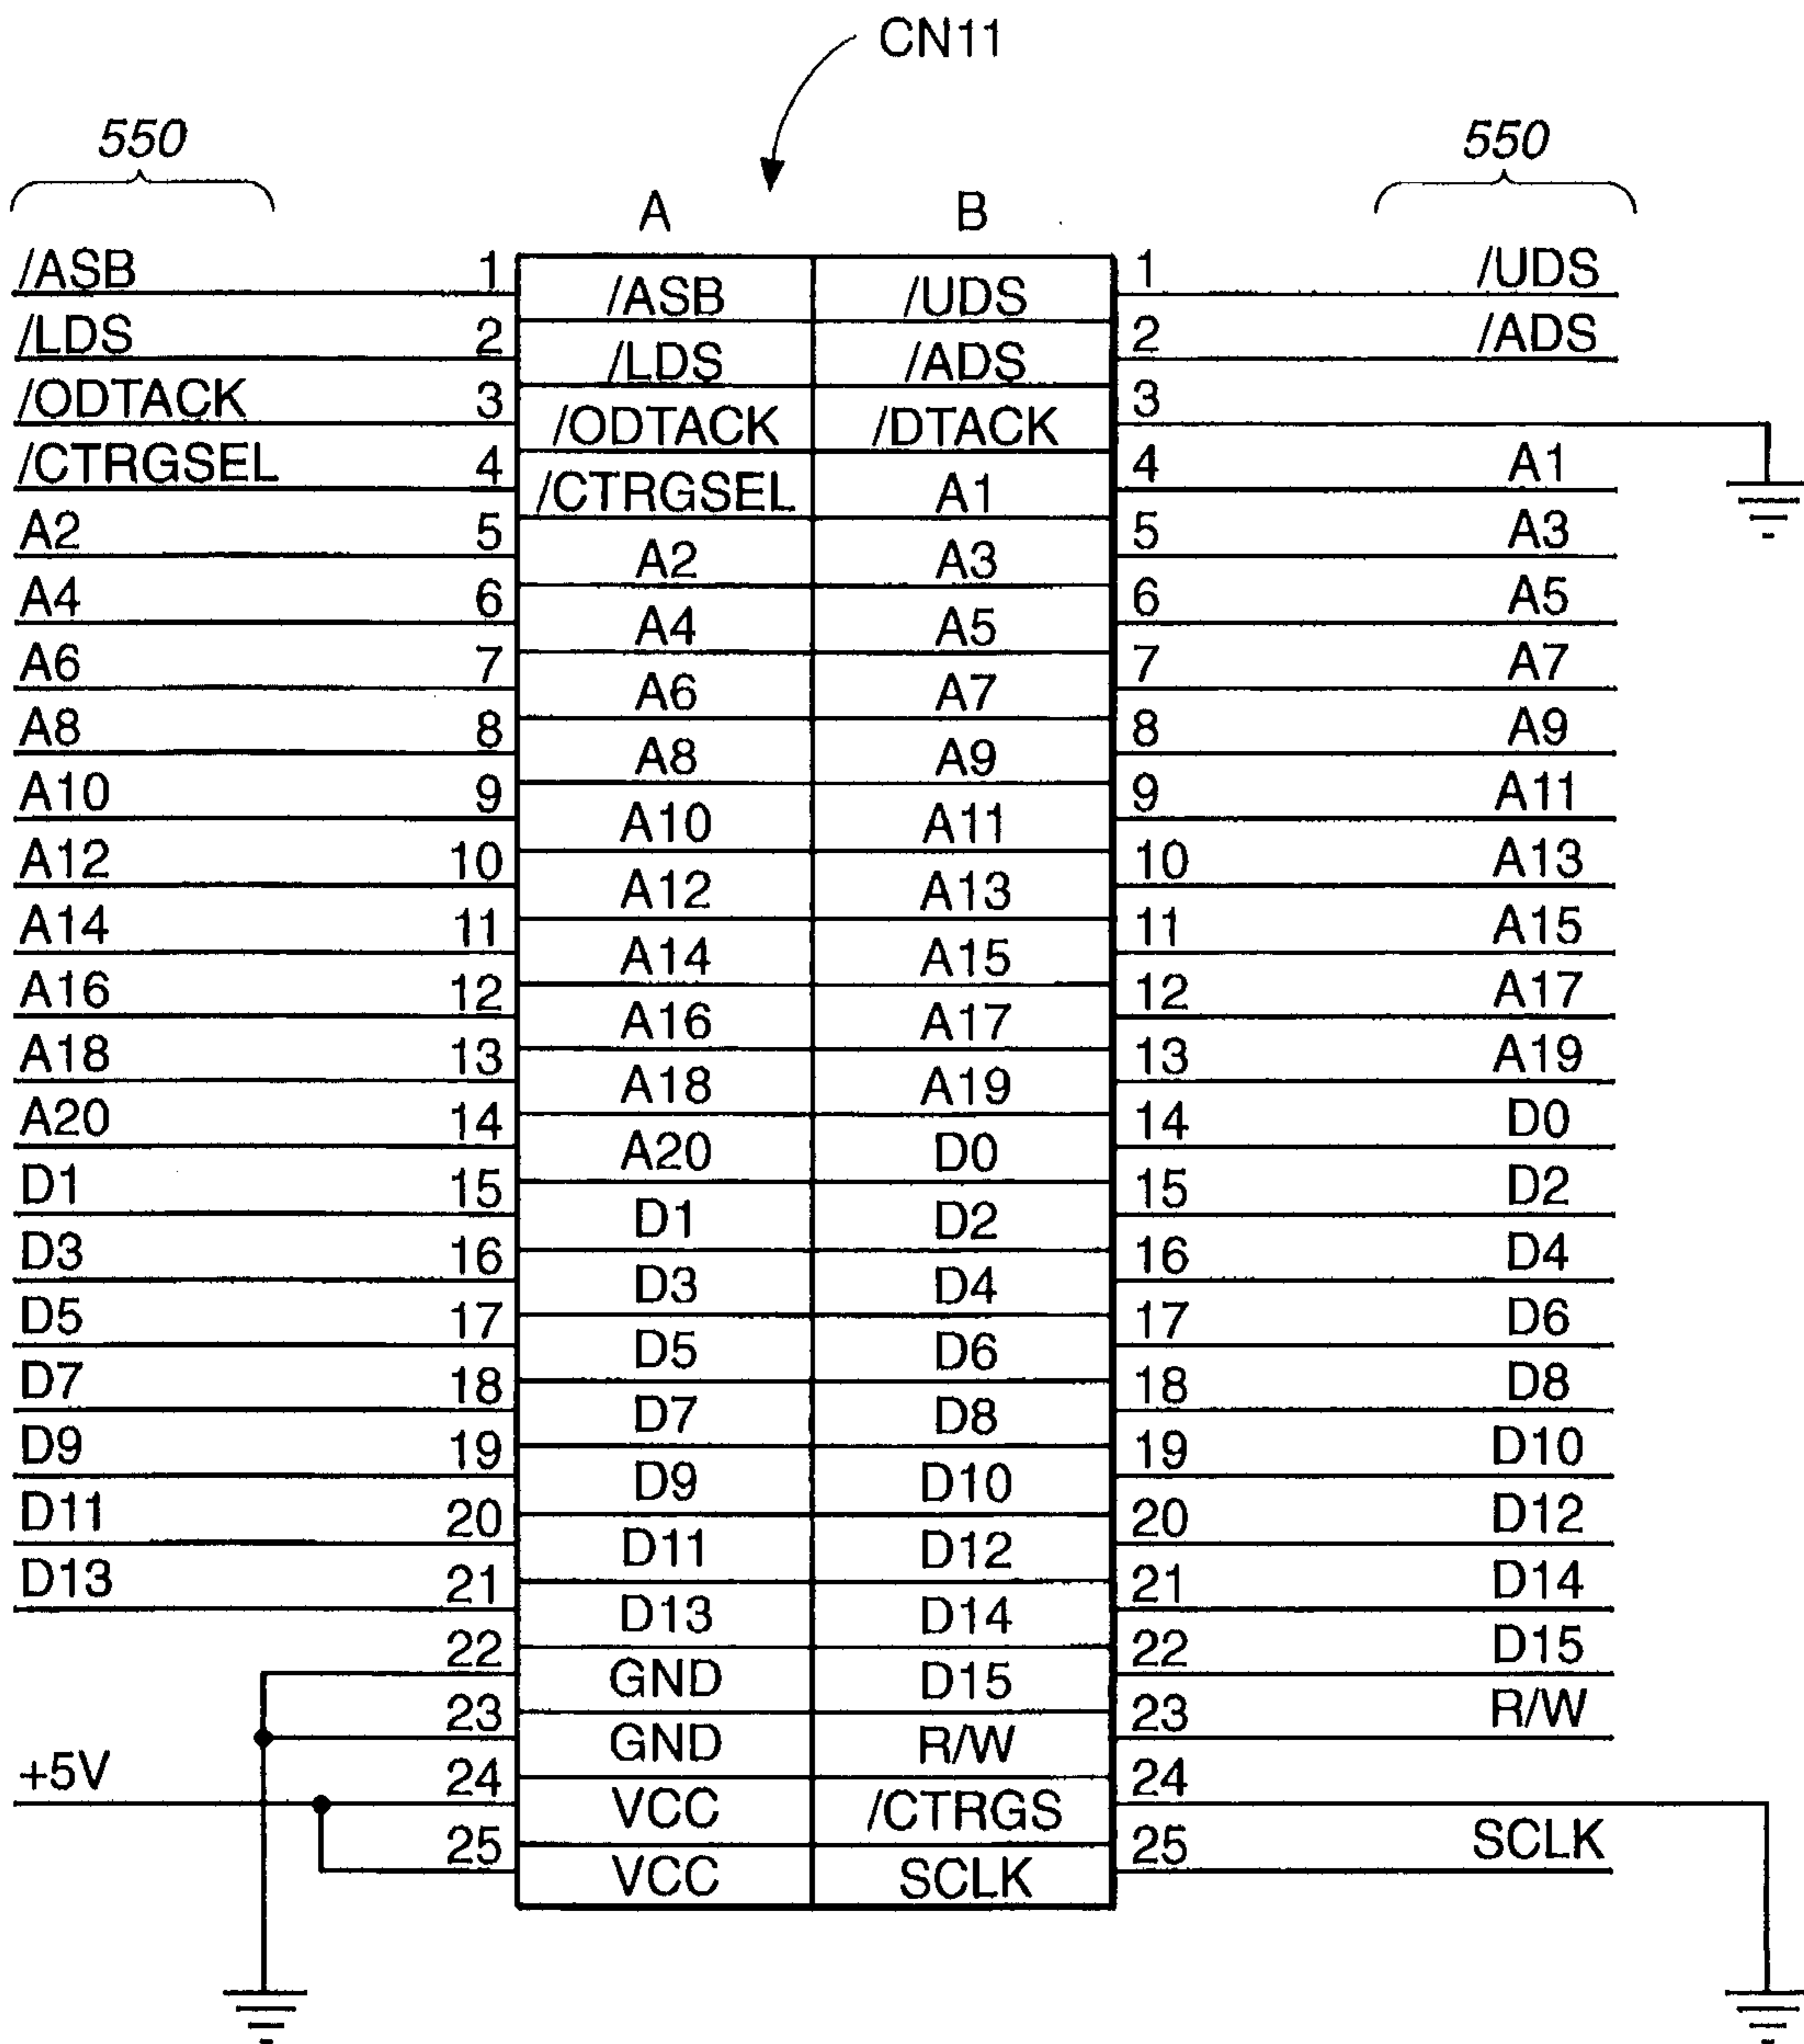 CN11
550 550
A B
/ASB 1 /ASB /UDS 1 /UDS
/LDS 2 /LDS /ADS 2 /ADS
/ODTACK 3 /ODTACK /DTACK 3
/CTRGSEL 4 /CTRGSEL A1 4 A1
A2 5 A2 A3 5 A3
A4 6 A4 A5 6 A5
A6 7 A6 A7 7 A7
A8 8 A8 A9 8 A9
A10 9 A10 A11 9 A11
A12 10 A12 A13 10 A13
A14 11 A14 A15 11 A15
A16 12 A16 A17 12 A17
A18 13 A18 A19 13 A19
A20 14 A20 D0 14 D0
D1 15 D1 D2 15 D2
D3 16 D3 D4 16 D4
D5 17 D5 D6 17 D6
D7 18 D7 D8 18 D8
D9 19 D9 D10 19 D10
D11 20 D11 D12 20 D12
D13 21 D13 D14 21 D14
22 GND D15 22 D15
23 GND R/W 23 R/W
+5V 24 VCC /CTRGS 24
25 VCC SCLK 25 SCLK